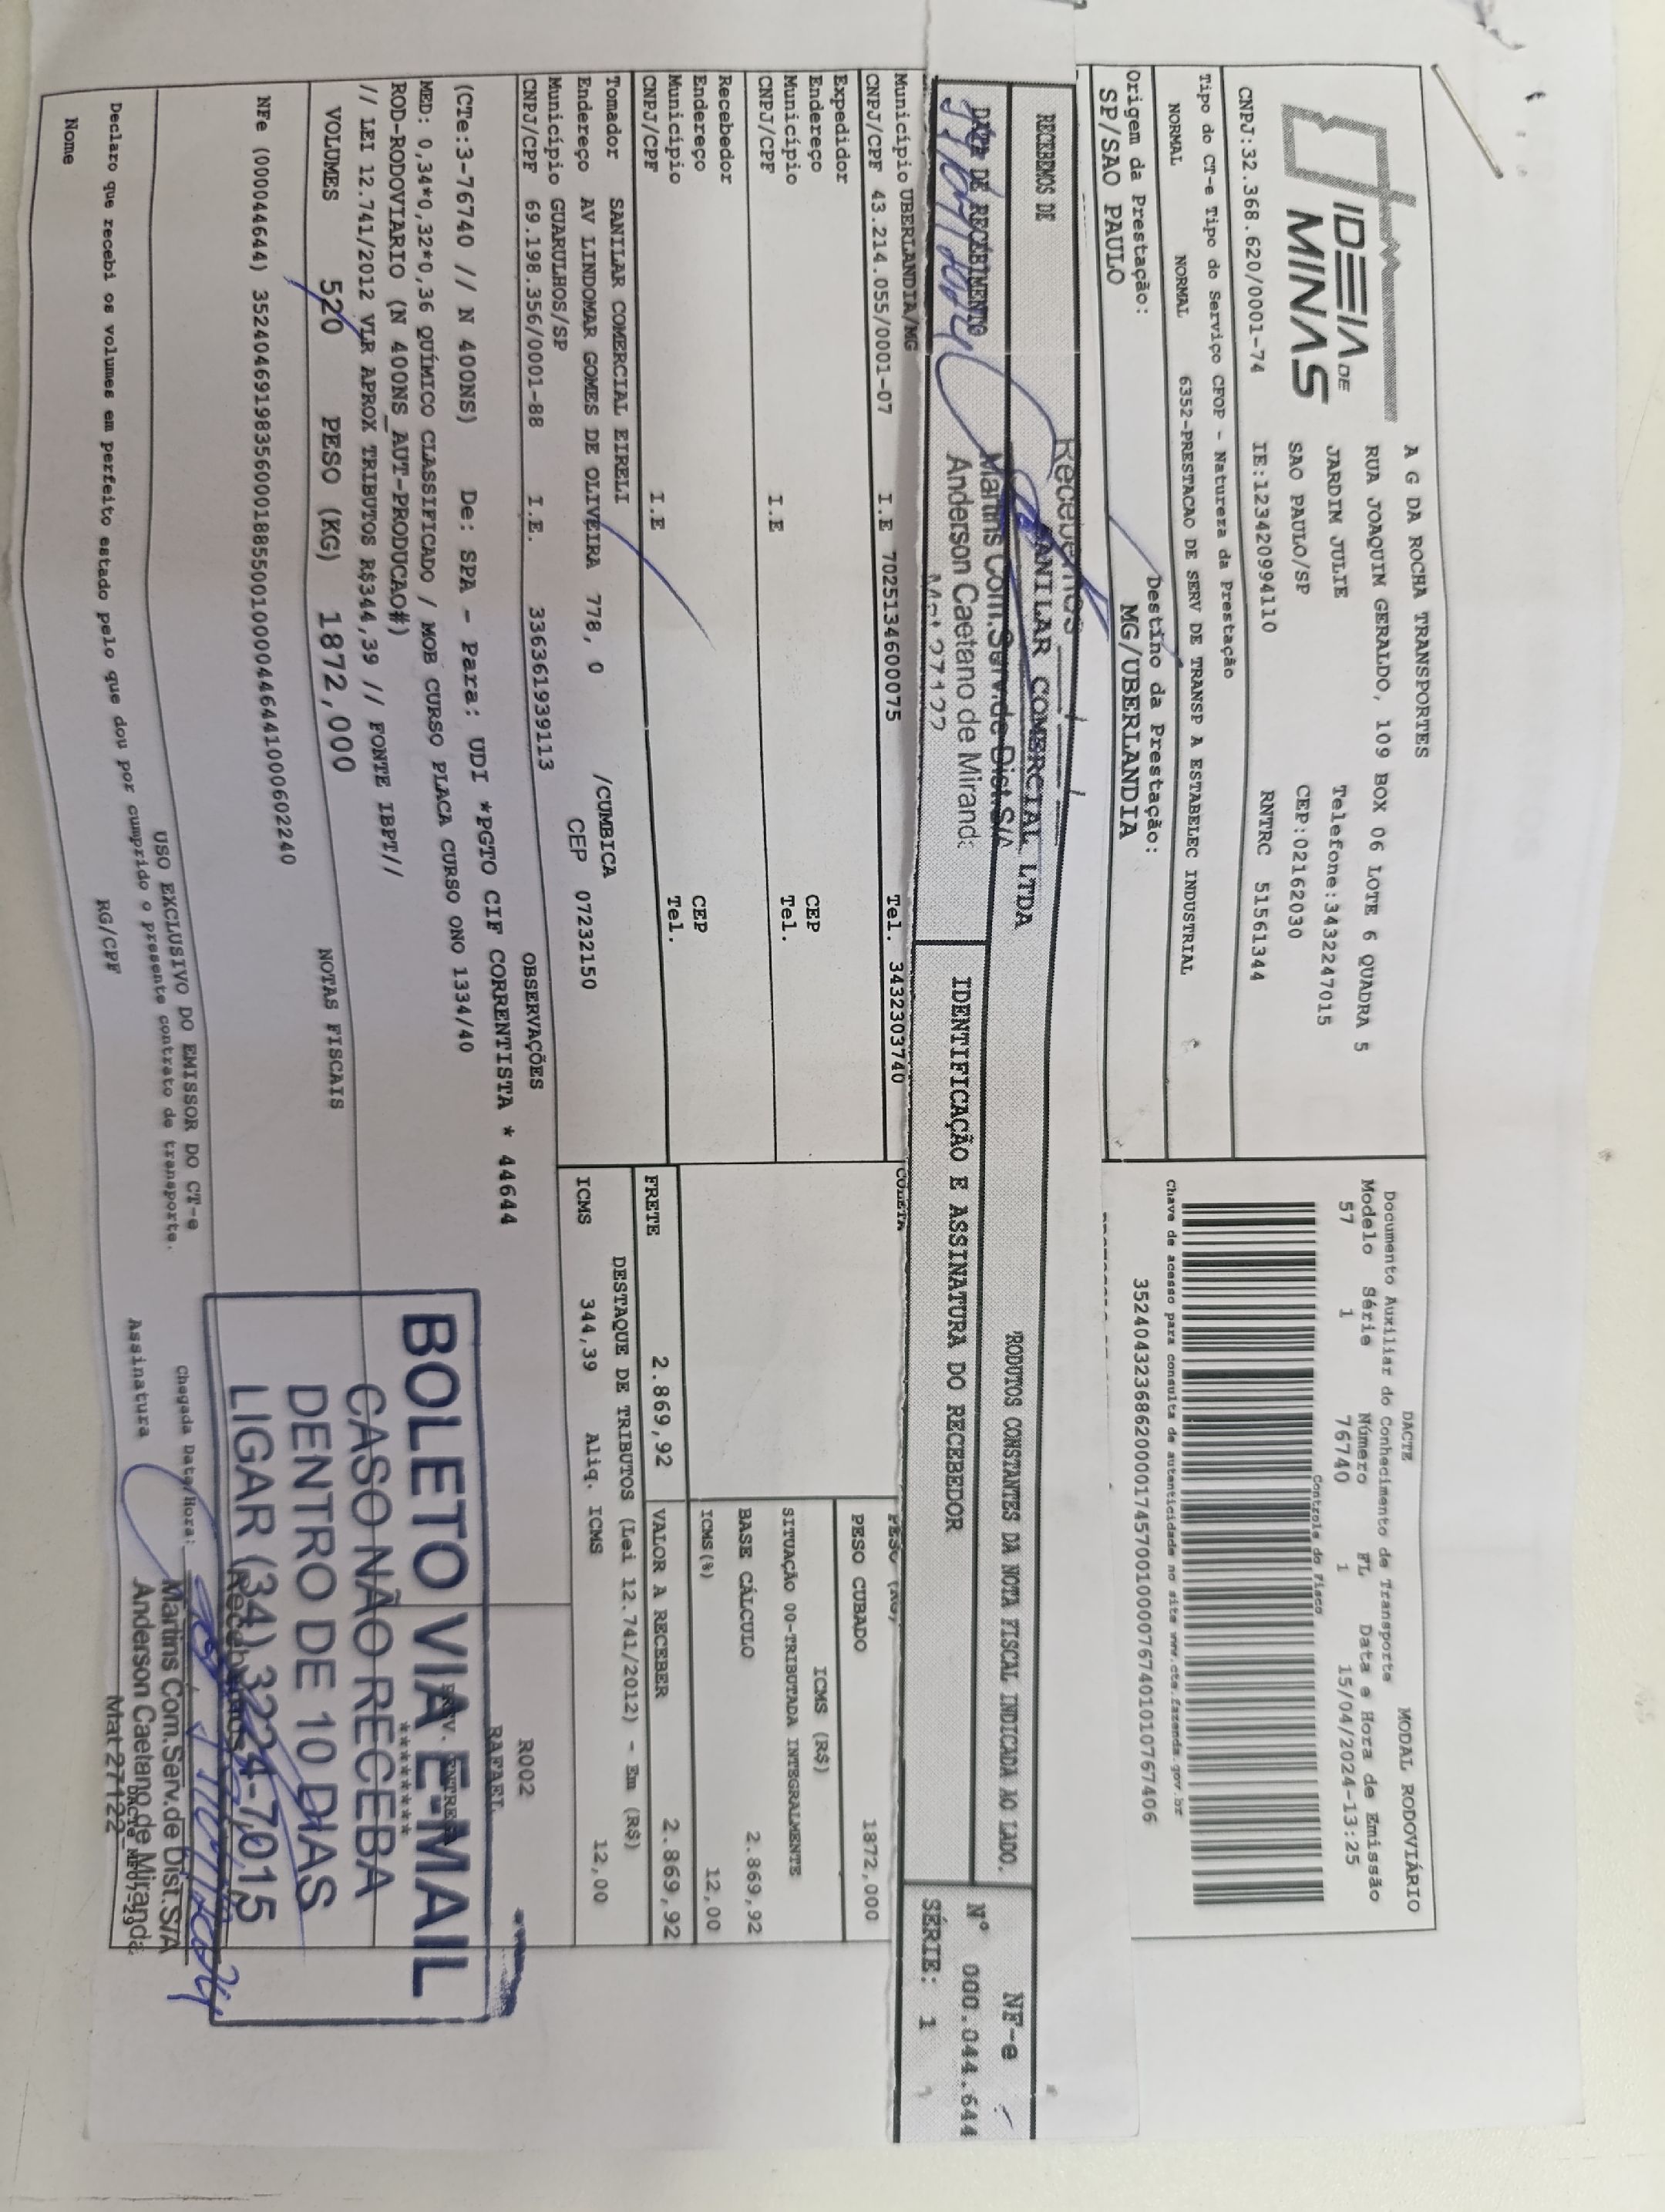 IDEIA DE
MINAS
A G DA ROCHA TRANSPORTES
RUA JOAQUIM GERALDO, 109 BOX 06 LOTE 6 QUADRA 5
JARDIM JULIE Telefone:3432247015
SAO PAULO/SP CEP:02162030
CNPJ:32.368.620/0001-74 IE:123420994110 RNTRC 51561344
DACTE MODAL RODOVIÁRIO
Documento Auxiliar do Conhecimento de Transporte
Modelo Série Número FL Data e Hora de Emissão
57 1 76740 1 15/04/2024-13:25
Controle do Fisco
Tipo do CT-e Tipo do Serviço CFOP - Natureza da Prestação
NORMAL NORMAL 6352-PRESTACAO DE SERV DE TRANSP A ESTABELEC INDUSTRIAL
Chave de acesso para consulta de autenticidade no site www.cte.fazenda.gov.br
35240432368620000174570010000767401010767406
Origem da Prestação: Destino da Prestação:
SP/SAO PAULO MG/UBERLANDIA
RECEBEMOS DE SANILAR COMERCIAL LTDA
RODUTOS CONSTANTES DA NOTA FISCAL INDICADA AO LADO.
NF-e
Nº 000.044.644
SÉRIE: 1
DATA DE RECEBIMENTO
IDENTIFICAÇÃO E ASSINATURA DO RECEBEDOR
Recebemos
Martins Com.Serv.de Dist.S/A
Anderson Caetano de Mirand
Mat 27122
Município UBERLANDIA/MG
CNPJ/CPF 43.214.055/0001-07 I.E 7025134600075 Tel. 3432303740
COLETA
Expedidor
Endereço CEP
Município Tel.
CNPJ/CPF I.E
Recebedor
Endereço CEP
Município Tel.
CNPJ/CPF I.E
PESO CUBADO 1872,000
ICMS (R$)
SITUAÇÃO 00-TRIBUTADA INTEGRALMENTE
BASE CÁLCULO 2.869,92
ICMS(%) 12,00
FRETE 2.869,92 VALOR A RECEBER 2.869,92
Tomador SANILAR COMERCIAL EIRELI
Endereço AV LINDOMAR GOMES DE OLIVEIRA 778, 0 /CUMBICA
Município GUARULHOS/SP CEP 07232150
CNPJ/CPF 69.198.356/0001-88 I.E. 336361939113
DESTAQUE DE TRIBUTOS (Lei 12.741/2012) - Em (R$)
ICMS 344,39 Aliq. ICMS 12,00
OBSERVAÇÕES
(CTe:3-76740 // N 400NS) De: SPA - Para: UDI *PGTO CIF CORRENTISTA * 44644
MED: 0,34*0,32*0,36 QUÍMICO CLASSIFICADO / MOB CURSO PLACA CURSO ONO 1334/40
ROD-RODOVIARIO (N 400NS_AUT-PRODUCAO#)
// LEI 12.741/2012 VLR APROX TRIBUTOS R$344,39 // FONTE IBPT//
R002
RAFAEL
VOLUMES 520 PESO (KG) 1872,000 NOTAS FISCAIS
NFe (00044644) 35240469198356000188550010000446441000602240
BOLETO VIA E-MAIL
CASO NÃO RECEBA
DENTRO DE 10 DIAS
LIGAR (34) 3224-7015
USO EXCLUSIVO DO EMISSOR DO CT-e
Declaro que recebi os volumes em perfeito estado pelo que dou por cumprido o presente contrato de transporte.
Chegada Data/Hora:
Nome RG/CPF Assinatura
Recebemos
Martins Com.Serv.de Dist.S/A
Anderson Caetano de Miranda
Mat 27122